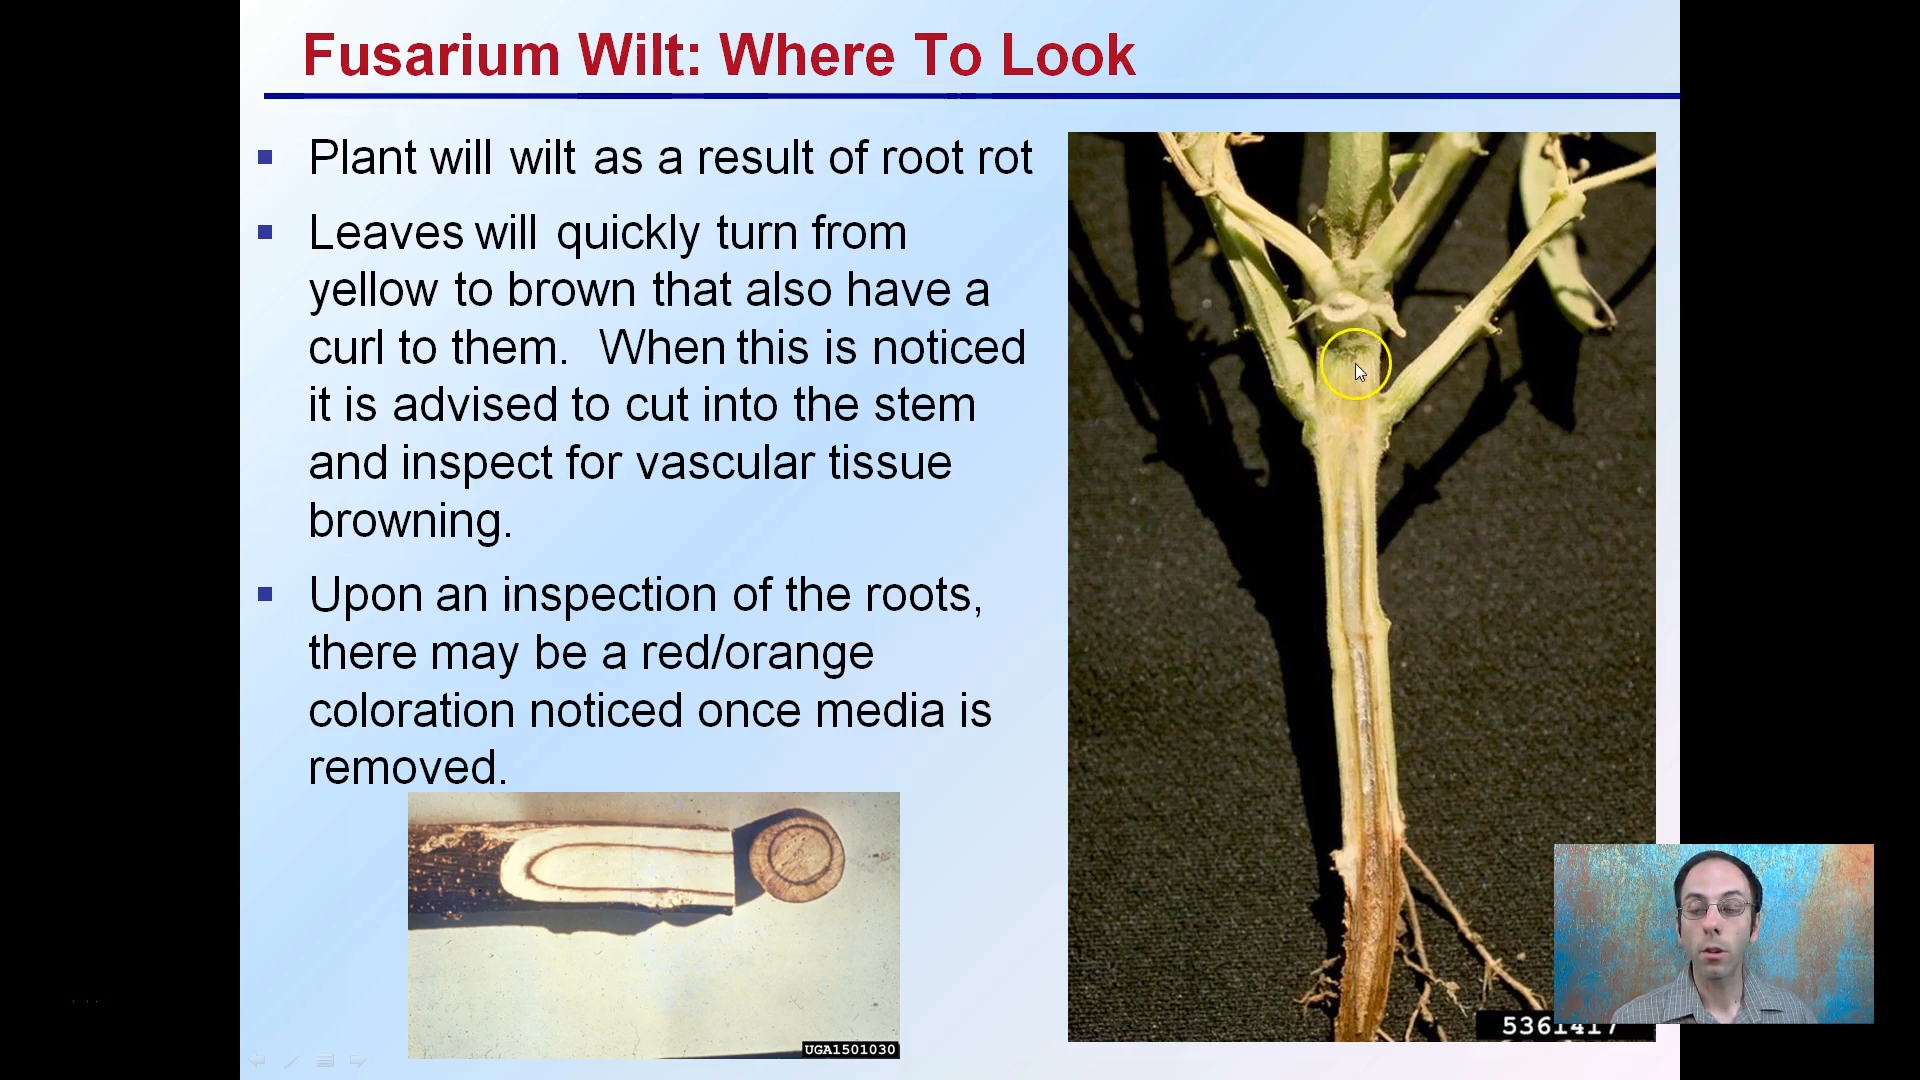 Fusarium Wilt: Where To Look
Plant will wilt as a result of root rot
Leaves will quickly turn from
yellow to brown that also have a
curl to them. When this is noticed
it is advised to cut into the stem
and inspect for vascular tissue
browning.
Upon an inspection of the roots,
there may be a red/orange
coloration noticed once media is
removed.
UGA1501030
5361417